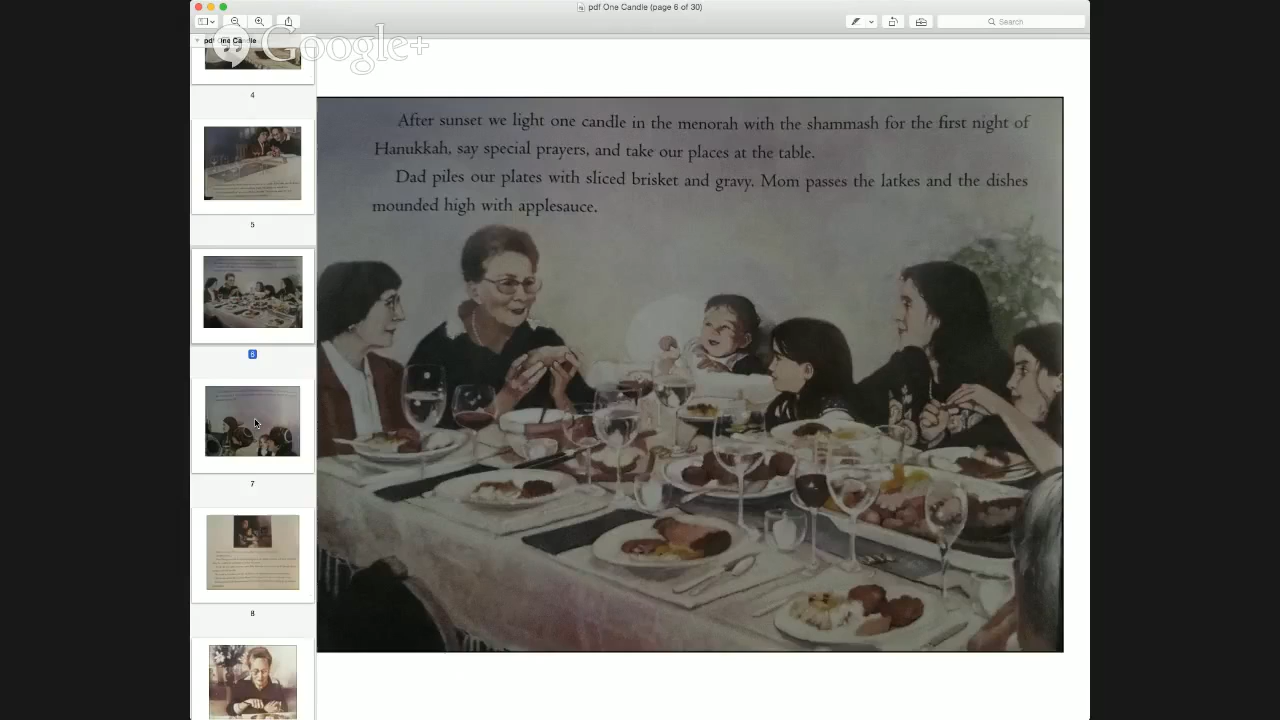 pdf One Candle (page 6 of 30)
Search
pdf One Candle
Google+
4
5
6
7
8
After sunset we light one candle in the menorah with the shammash for the first night of
Hanukkah, say special prayers, and take our places at the table.
Dad piles our plates with sliced brisket and gravy. Mom passes the latkes and the dishes
mounded high with applesauce.